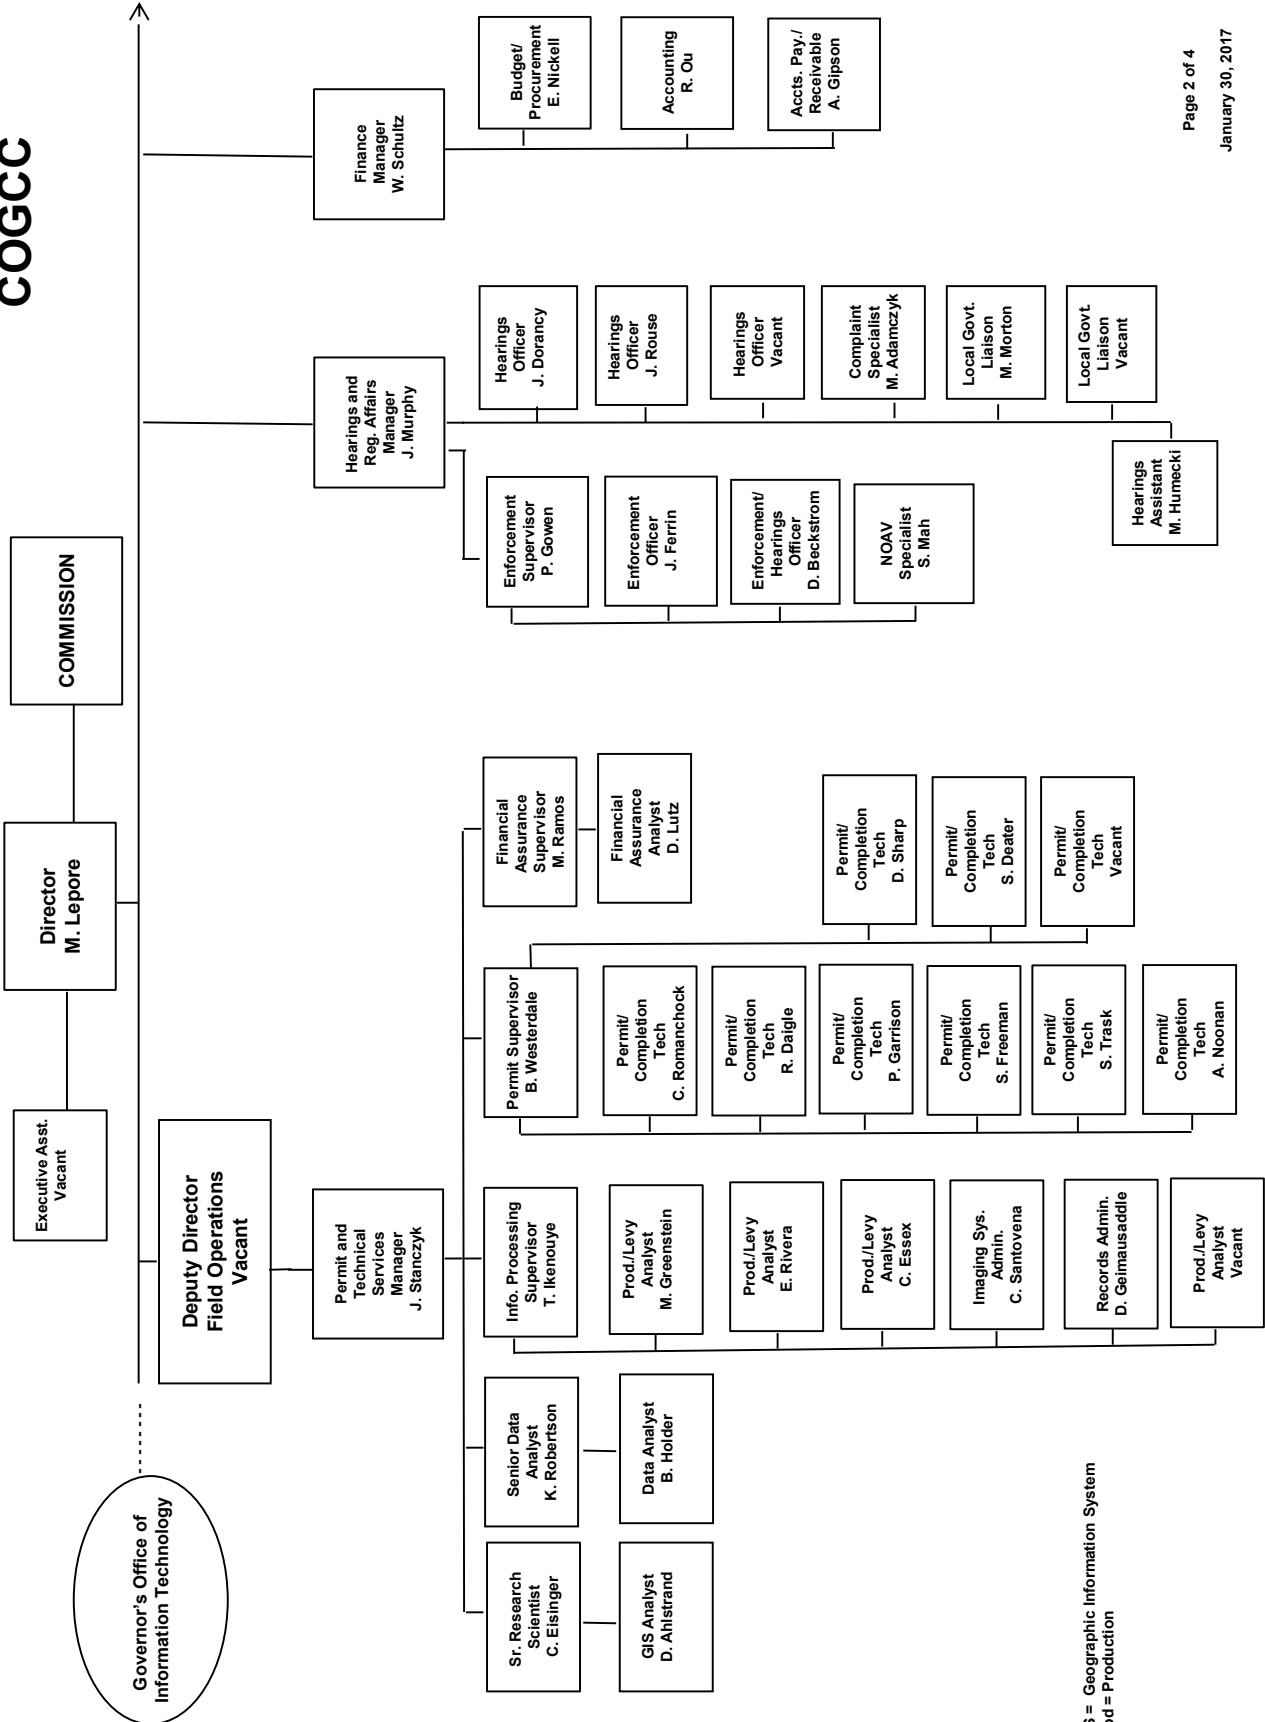 COGCC
COMMISSION
Director
M. Lepore
Executive Asst.
Vacant
Governor's Office of
Information Technology
Deputy Director
Field Operations
Vacant
Permit and
Technical
Services
Manager
J. Stanczyk
Hearings and
Reg. Affairs
Manager
J. Murphy
Finance
Manager
W. Schultz
Sr. Research
Scientist
C. Eisinger
GIS Analyst
D. Ahlstrand
Senior Data
Analyst
K. Robertson
Data Analyst
B. Holder
Info. Processing
Supervisor
T. Ikenouye
Prod./Levy
Analyst
M. Greenstein
Prod./Levy
Analyst
E. Rivera
Prod./Levy
Analyst
C. Essex
Imaging Sys.
Admin.
C. Santovena
Records Admin.
D. Geimausaddle
Prod./Levy
Analyst
Vacant
Permit Supervisor
B. Westerdale
Permit/
Completion
Tech
C. Romanchock
Permit/
Completion
Tech
R. Daigle
Permit/
Completion
Tech
P. Garrison
Permit/
Completion
Tech
S. Freeman
Permit/
Completion
Tech
S. Trask
Permit/
Completion
Tech
A. Noonan
Permit/
Completion
Tech
D. Sharp
Permit/
Completion
Tech
S. Deater
Permit/
Completion
Tech
Vacant
Financial
Assurance
Supervisor
M. Ramos
Financial
Assurance
Analyst
D. Lutz
Enforcement
Supervisor
P. Gowen
Enforcement
Officer
J. Ferrin
Enforcement/
Hearings
Officer
D. Beckstrom
NOAV
Specialist
S. Mah
Hearings
Officer
J. Dorancy
Hearings
Officer
J. Rouse
Hearings
Officer
Vacant
Complaint
Specialist
M. Adamczyk
Local Govt.
Liaison
M. Morton
Local Govt.
Liaison
Vacant
Hearings
Assistant
M. Humecki
Budget/
Procurement
E. Nickell
Accounting
R. Ou
Accts. Pay./
Receivable
A. Gipson
= Geographic Information System
= Production
Page 2 of 4
January 30, 2017